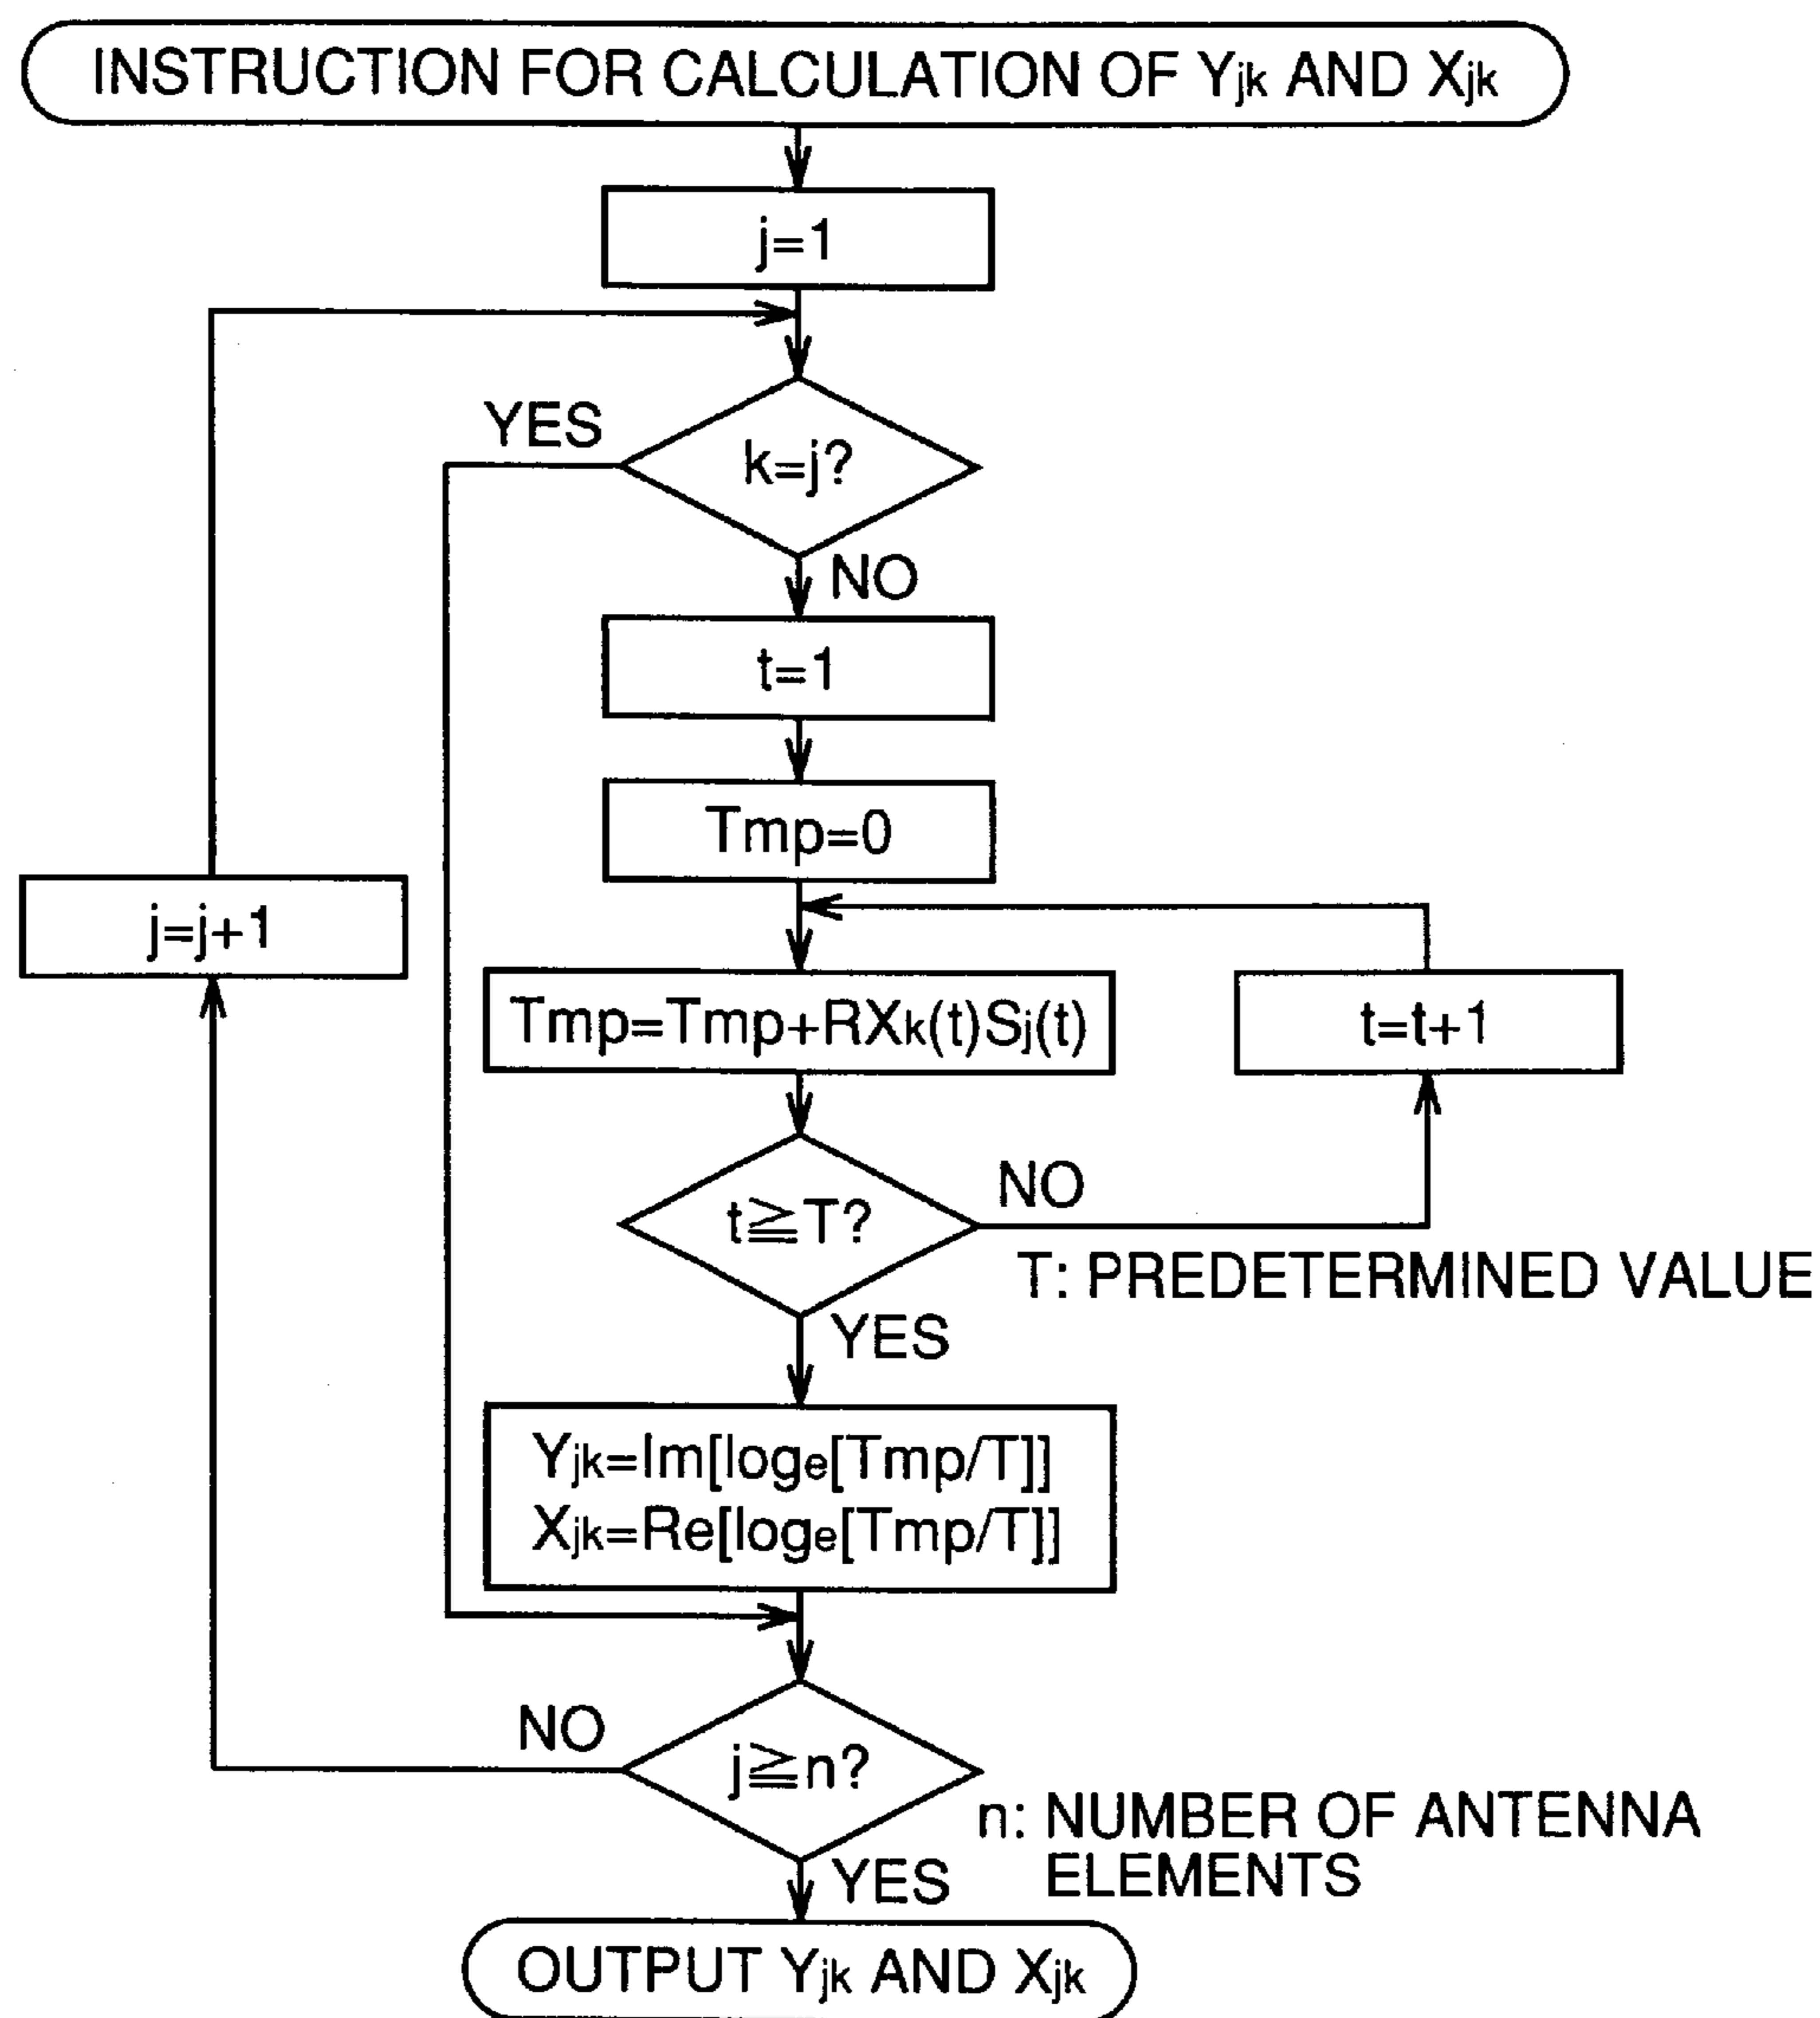 INSTRUCTION FOR CALCULATION OF Yjk AND Xjk
j=1
YES
k=j?
NO
t=1
Tmp=0
j=j+1
Tmp=Tmp+RXk(t)Sj(t)
t=t+1
NO
t≧T?
T: PREDETERMINED VALUE
YES
Yjk=Im[loge[Tmp/T]]
Xjk=Re[loge[Tmp/T]]
NO
j≧n?
n: NUMBER OF ANTENNA
ELEMENTS
YES
OUTPUT Yjk AND Xjk